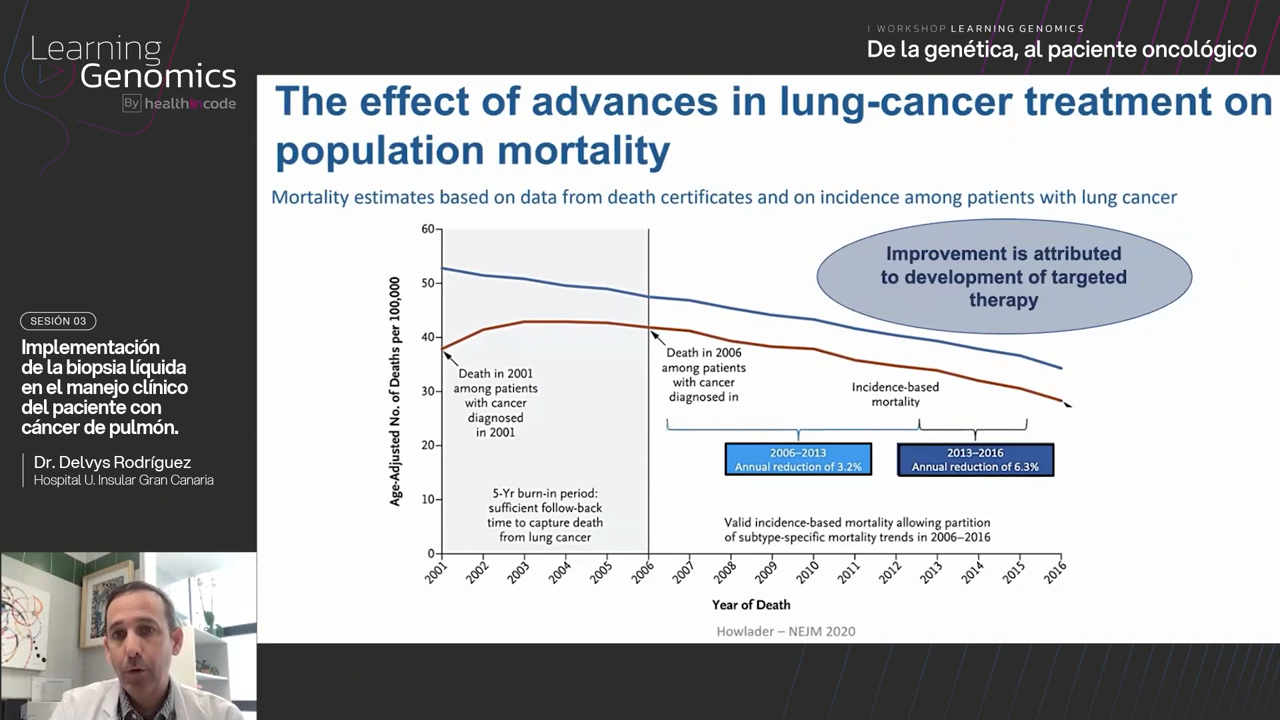 Learning
Genomics
By healthincode
I WORKSHOP LEARNING GENOMICS
De la genética, al paciente oncológico
The effect of advances in lung-cancer treatment on
population mortality
Mortality estimates based on data from death certificates and on incidence among patients with lung cancer
Improvement is attributed
to development of targeted
therapy
Age-Adjusted No. of Deaths per 100,000
60
50
40
30
20
10
0
Death in 2001
among patients
with cancer
diagnosed
in 2001
Death in 2006
among patients
with cancer
diagnosed in
Incidence-based
mortality
2006–2013
Annual reduction of 3.2%
2013–2016
Annual reduction of 6.3%
5-Yr burn-in period:
sufficient follow-back
time to capture death
from lung cancer
Valid incidence-based mortality allowing partition
of subtype-specific mortality trends in 2006–2016
2001 2002 2003 2004 2005 2006 2007 2008 2009 2010 2011 2012 2013 2014 2015 2016
Year of Death
Howlader – NEJM 2020
SESIÓN 03
Implementación
de la biopsia líquida
en el manejo clínico
del paciente con
cáncer de pulmón.
Dr. Delvys Rodríguez
Hospital U. Insular Gran Canaria